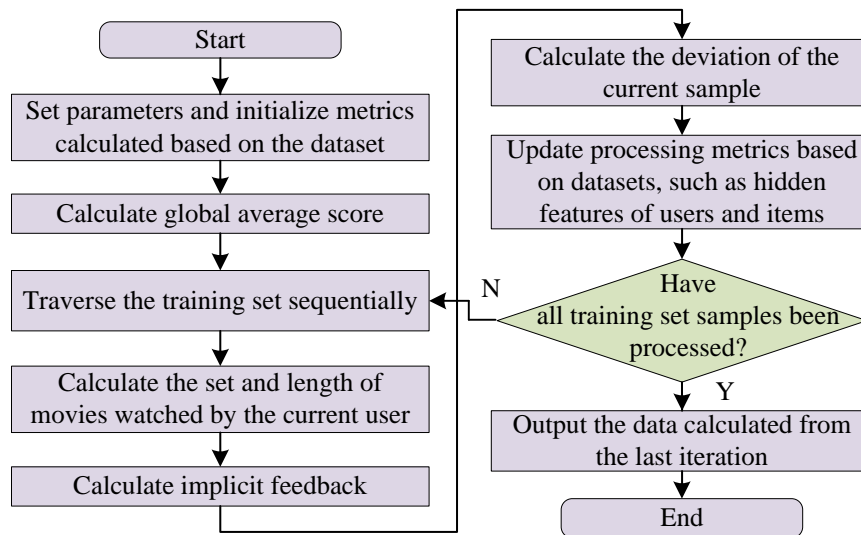 Start
Set parameters and initialize metrics
calculated based on the dataset
Calculate global average score
Traverse the training set sequentially
Calculate the set and length of
movies watched by the current user
Calculate implicit feedback
Calculate the deviation of the
current sample
Update processing metrics based
on datasets, such as hidden
features of users and items
Have
all training set samples been
processed?
N
Y
Output the data calculated from
the last iteration
End